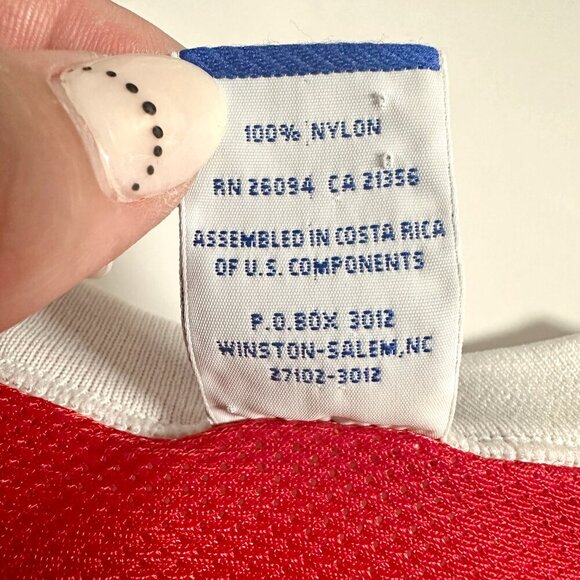 100% NYLON
RN 26094 CA 21356
ASSEMBLED IN COSTA RICA
OF U.S. COMPONENTS
P.O.BOX 3012
WINSTON-SALEM,NC
27102-3012